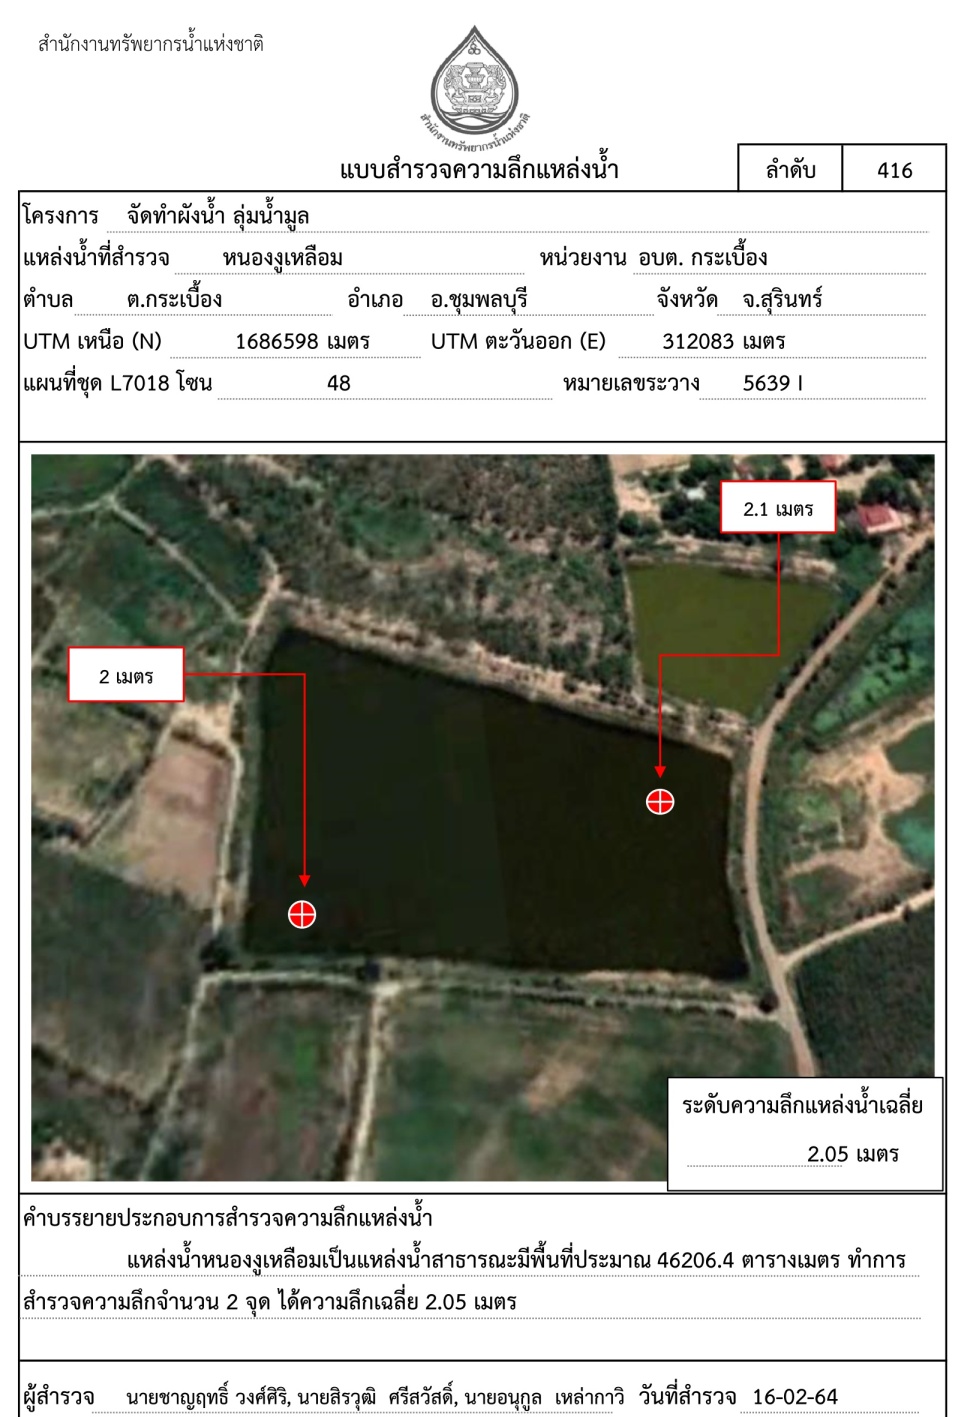 สำนักงานทรัพยากรน้ำแห่งชาติ
สำนักงานทรัพยากรน้ำแห่งชาติ
แบบสำรวจความลึกแหล่งน้ำ
ลำดับ 416
โครงการ จัดทำผังน้ำ ลุ่มน้ำมูล
แหล่งน้ำที่สำรวจ หนองงูเหลือม หน่วยงาน อบต. กระเบื้อง
ตำบล ต.กระเบื้อง อำเภอ อ.ชุมพลบุรี จังหวัด จ.สุรินทร์
UTM เหนือ (N) 1686598 เมตร UTM ตะวันออก (E) 312083 เมตร
แผนที่ชุด L7018 โซน 48 หมายเลขระวาง 5639 I
2.1 เมตร
2 เมตร
ระดับความลึกแหล่งน้ำเฉลี่ย
2.05 เมตร
คำบรรยายประกอบการสำรวจความลึกแหล่งน้ำ
แหล่งน้ำหนองงูเหลือมเป็นแหล่งน้ำสาธารณะมีพื้นที่ประมาณ 46206.4 ตารางเมตร ทำการ
สำรวจความลึกจำนวน 2 จุด ได้ความลึกเฉลี่ย 2.05 เมตร
ผู้สำรวจ นายชาญฤทธิ์ วงศ์ศิริ, นายสิรวุฒิ ศรีสวัสดิ์, นายอนุกูล เหล่ากาวิ วันที่สำรวจ 16-02-64